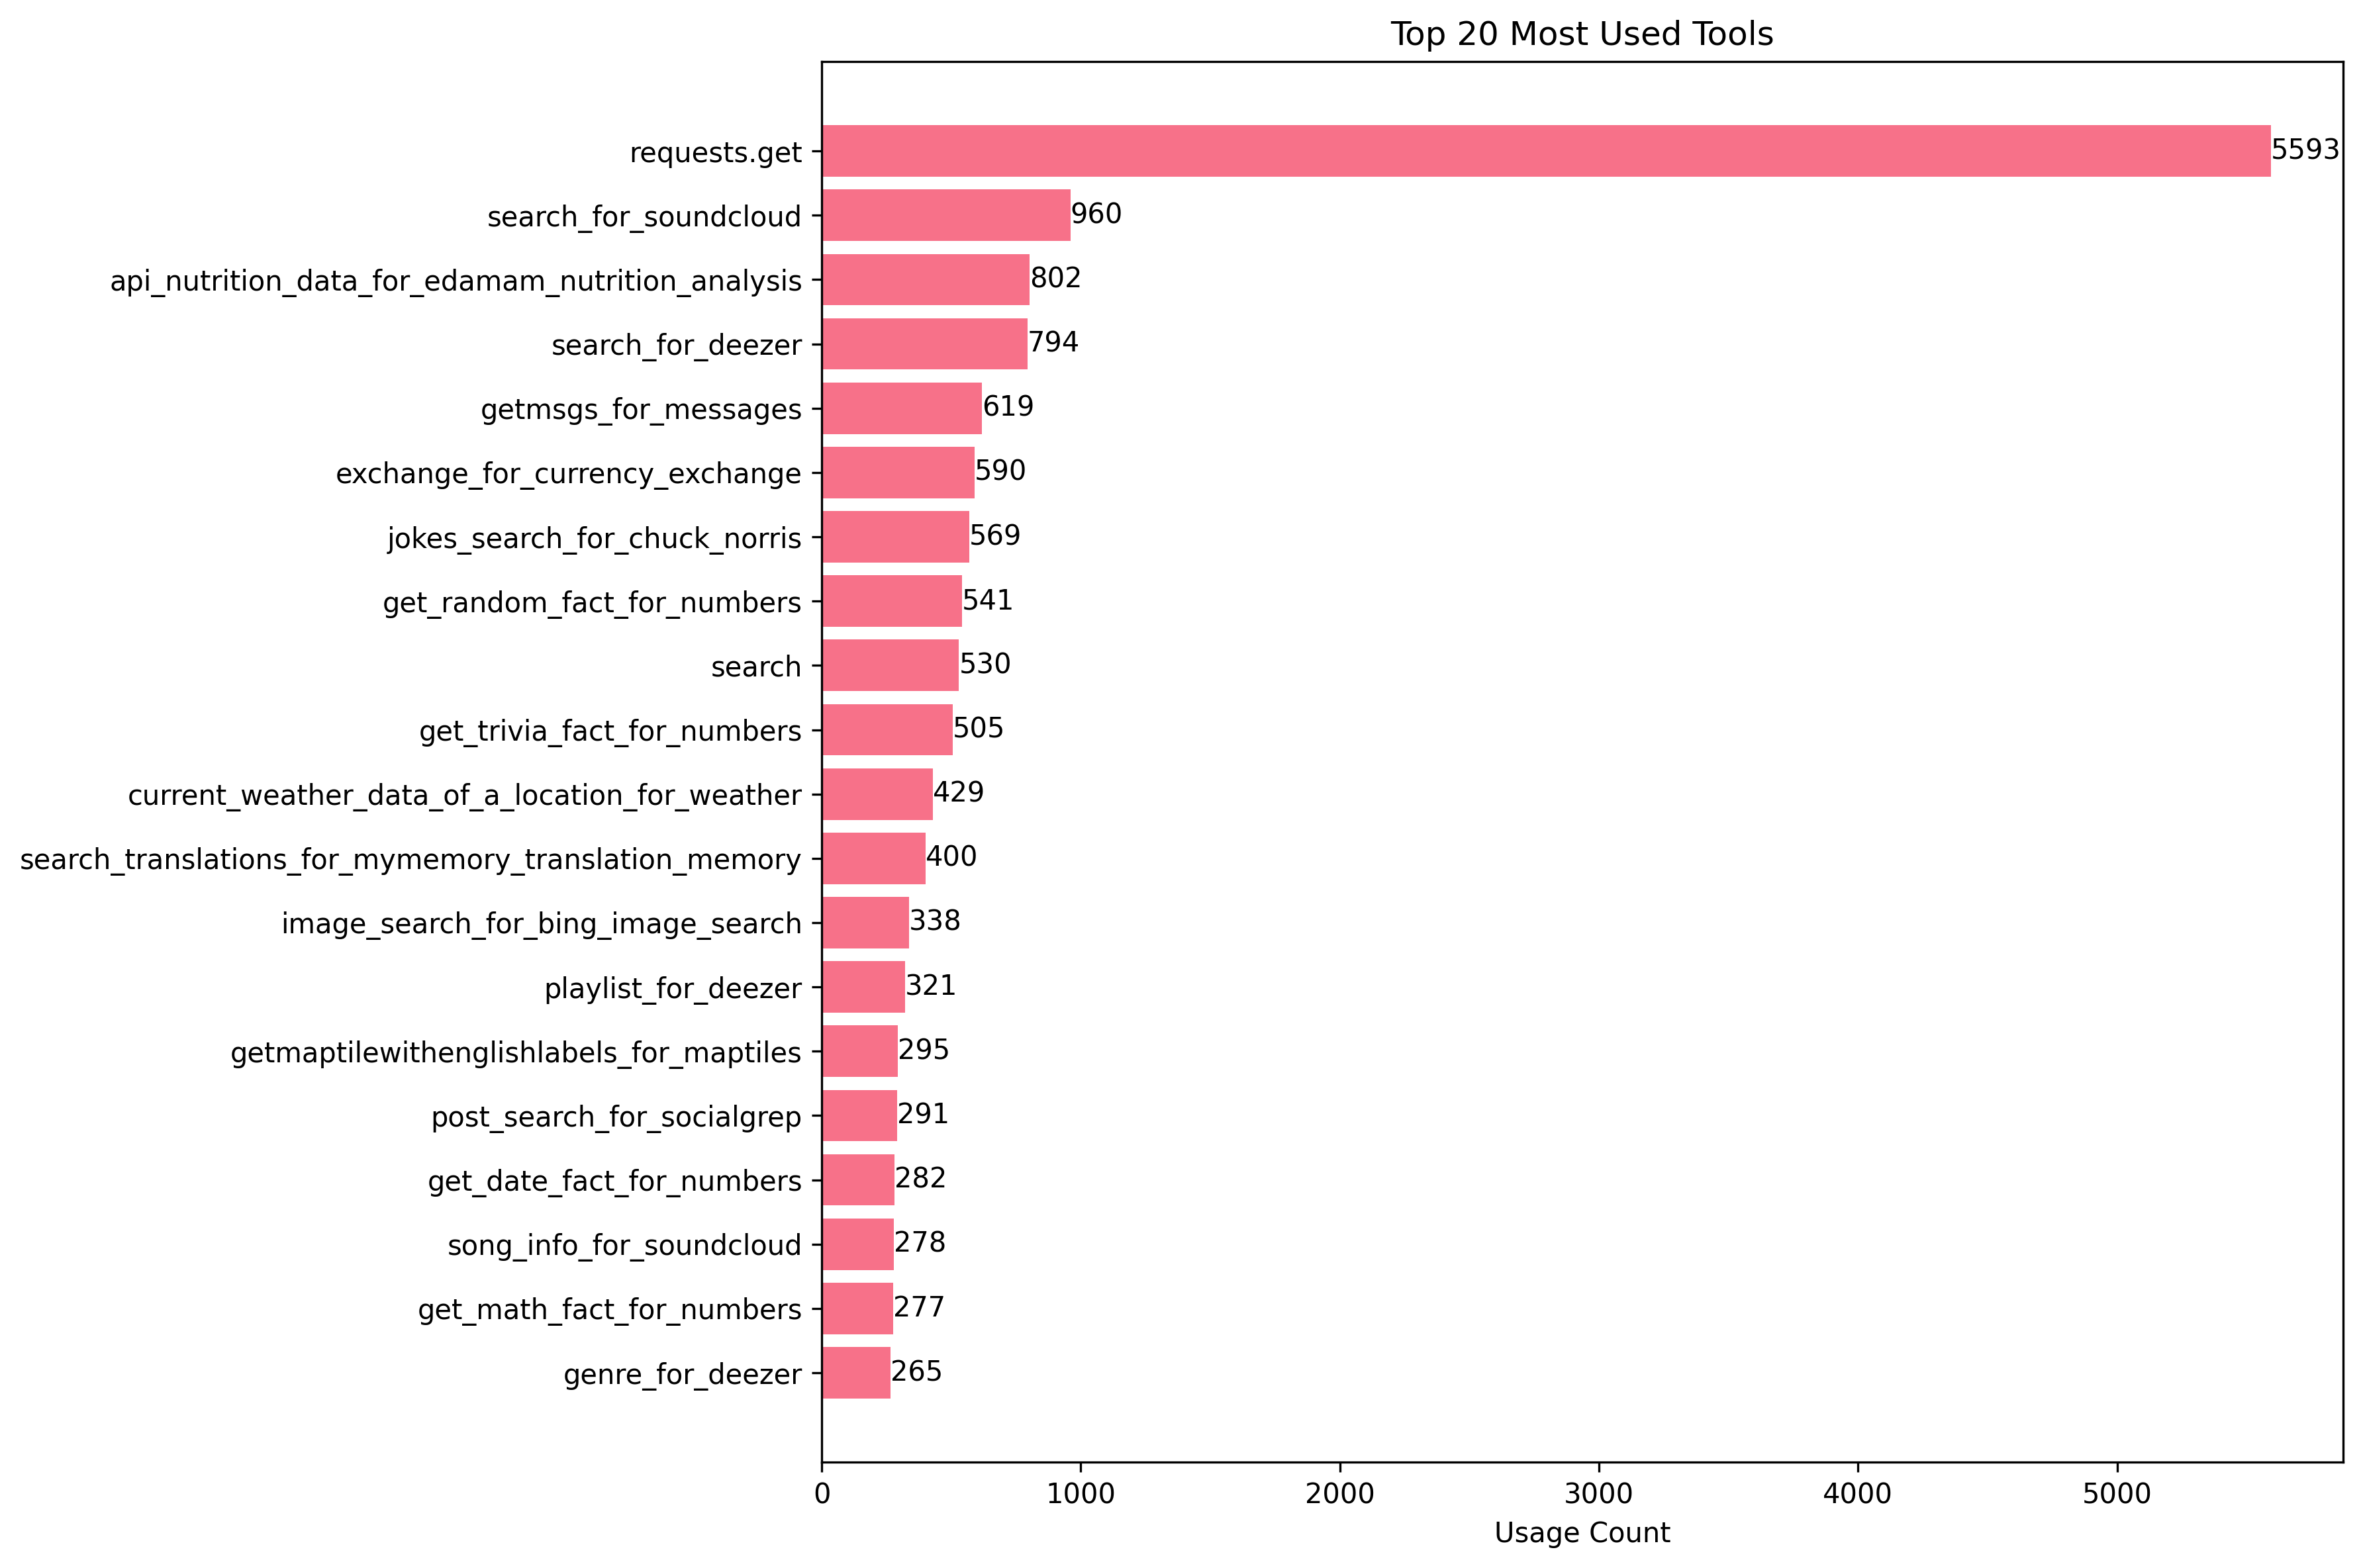 Top 20 Most Used Tools
requests.get 5593
search_for_soundcloud 960
api_nutrition_data_for_edamam_nutrition_analysis 802
search_for_deezer 794
getmsgs_for_messages 619
exchange_for_currency_exchange 590
jokes_search_for_chuck_norris 569
get_random_fact_for_numbers 541
search 530
get_trivia_fact_for_numbers 505
current_weather_data_of_a_location_for_weather 429
search_translations_for_mymemory_translation_memory 400
image_search_for_bing_image_search 338
playlist_for_deezer 321
getmaptilewithenglishlabels_for_maptiles 295
post_search_for_socialgrep 291
get_date_fact_for_numbers 282
song_info_for_soundcloud 278
get_math_fact_for_numbers 277
genre_for_deezer 265
0 1000 2000 3000 4000 5000
Usage Count